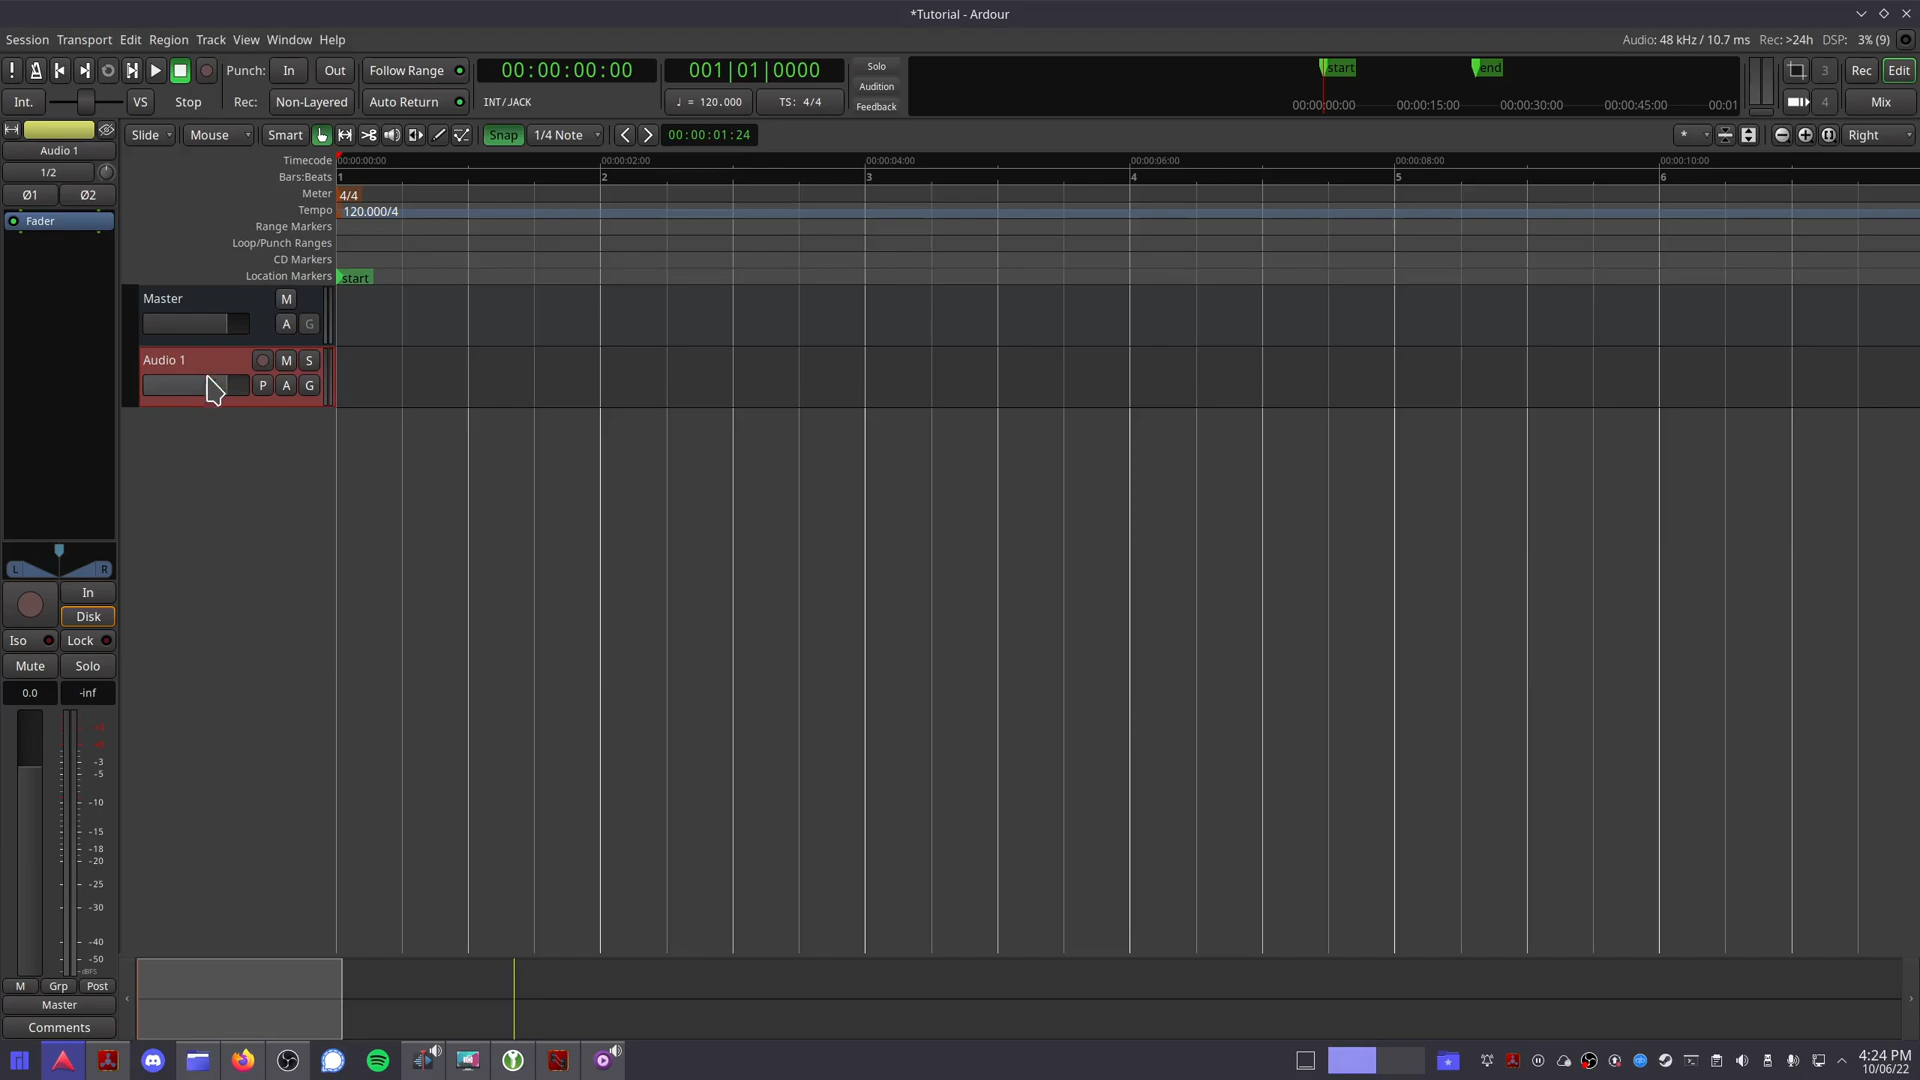 *Tutorial - Ardour
Session Transport Edit Region Track View Window Help
Audio: 48 kHz / 10.7 ms Rec: >24h DSP: 3% (9)
Punch: In Out Follow Range 00:00:00:00 001|01|0000 Solo
Audition
Feedback
start end
00:00:00:00 00:00:15:00 00:00:30:00 00:00:45:00 00:01
3 Rec Edit
4 Mix
Int. VS Stop Rec: Non-Layered Auto Return INT/JACK ♩ = 120.000 TS: 4/4
Slide Mouse Smart Snap 1/4 Note 00:00:01:24 * Right
Audio 1
1/2
Ø1 Ø2
Fader
Timecode 00:00:00:00 00:00:02:00 00:00:04:00 00:00:06:00 00:00:08:00 00:00:10:00
Bars:Beats 1 2 3 4 5 6
Meter 4/4
Tempo 120.000/4
Range Markers
Loop/Punch Ranges
CD Markers
Location Markers start
Master M
A G
Audio 1 M S
P A G
L R
In
Disk
Iso Lock
Mute Solo
0.0 -inf
-3
-5
-10
-15
-18
-20
-25
-30
-40
-50
dBFS
M Grp Post
Master
Comments
4:24 PM
10/06/22